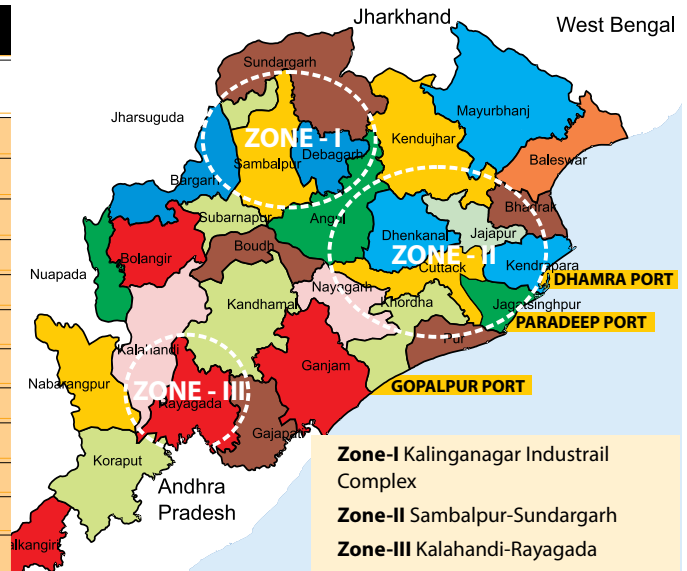 Jharkhand
West Bengal
Sundargarh
Jharsuguda
Mayurbhanj
ZONE - I
Kendujhar
Sambalpur
Debagarh
Baleswar
Bargarh
Bhadrak
Subarnapur
Angul
Dhenkanal
Jajapur
Boudh
ZONE - II
Bolangir
Cuttack
Kendrapara
Nuapada
DHAMRA PORT
Nayagarh
Kandhamal
Khordha
Jagatsinghpur
PARADEEP PORT
Puri
Kalahandi
Ganjam
Nabarangpur
ZONE - III
GOPALPUR PORT
Rayagada
Gajapati
Koraput
Zone-I Kalinganagar Industrail
Complex
Andhra
Pradesh
Zone-II Sambalpur-Sundargarh
alkangiri
Zone-III Kalahandi-Rayagada